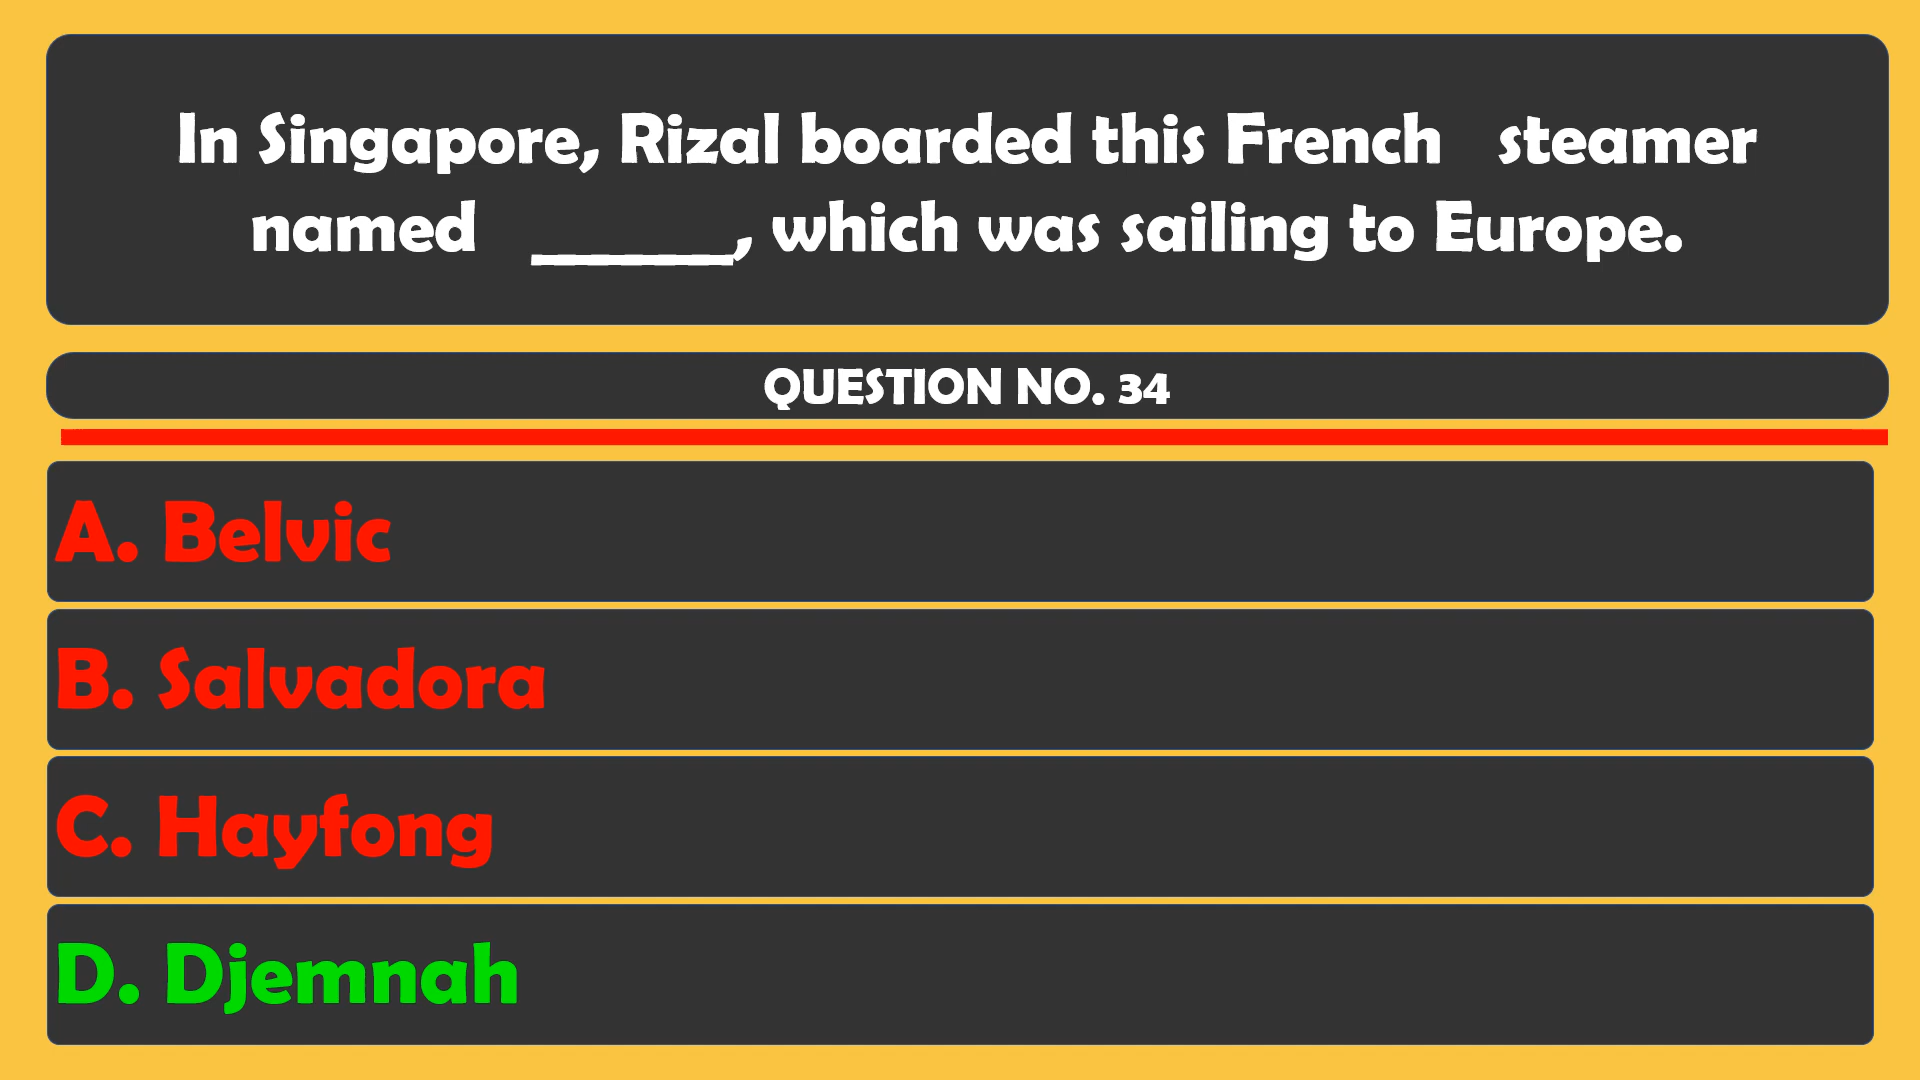 In Singapore, Rizal boarded this French steamer
named ______, which was sailing to Europe.
QUESTION NO. 34
A. Belvic
B. Salvadora
C. Hayfong
D. Djemnah